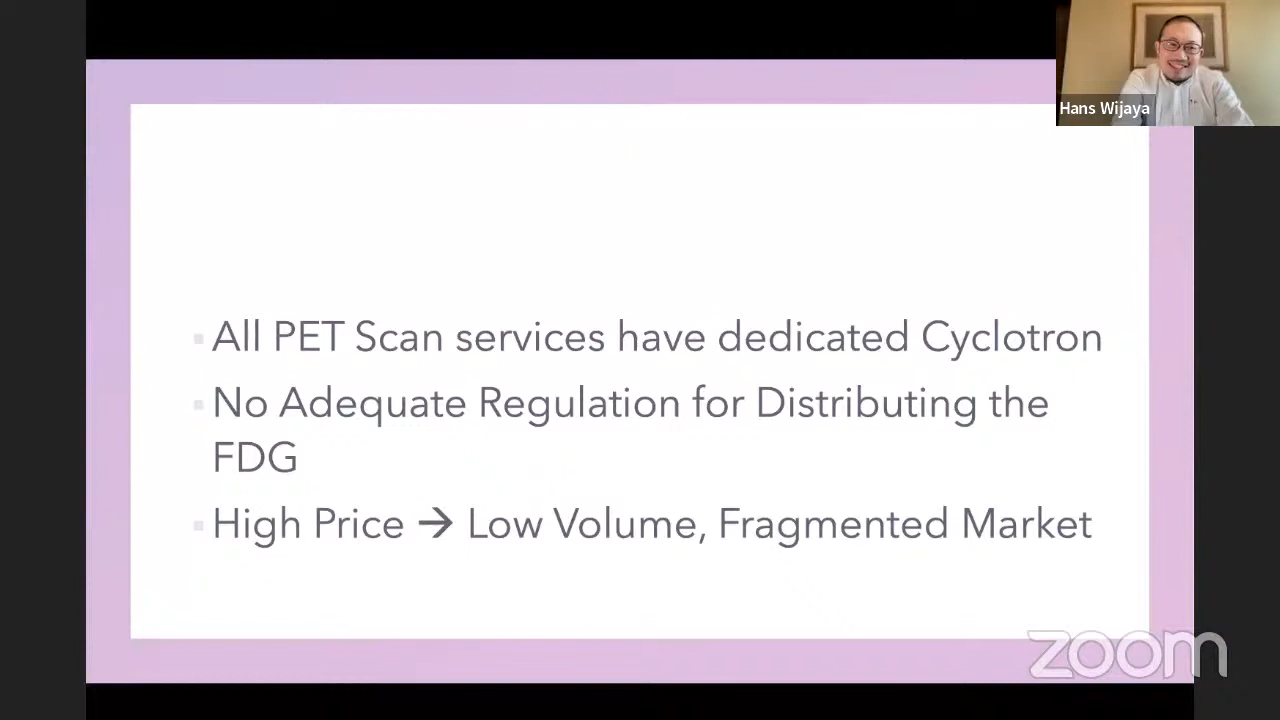 Hans Wijaya
All PET Scan services have dedicated Cyclotron
No Adequate Regulation for Distributing the
FDG
High Price → Low Volume, Fragmented Market
zoom